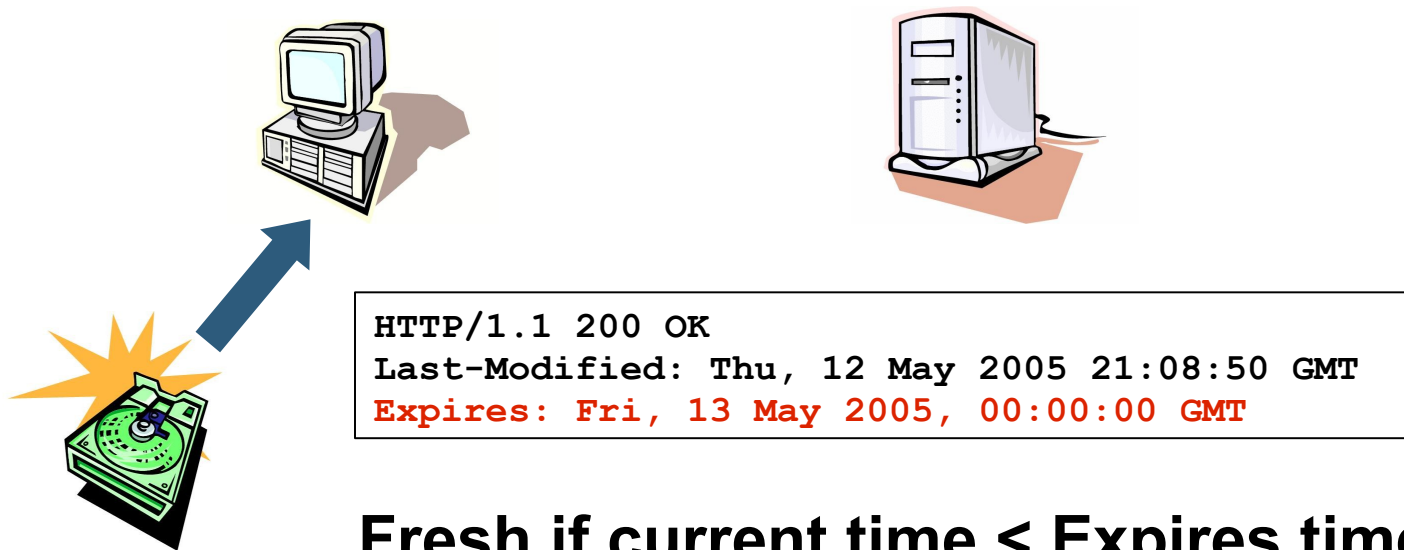 HTTP/1.1 200 OK
Last-Modified: Thu, 12 May 2005 21:08:50 GMT
Expires: Fri, 13 May 2005, 00:00:00 GMT
Fresh if current time < Expires time